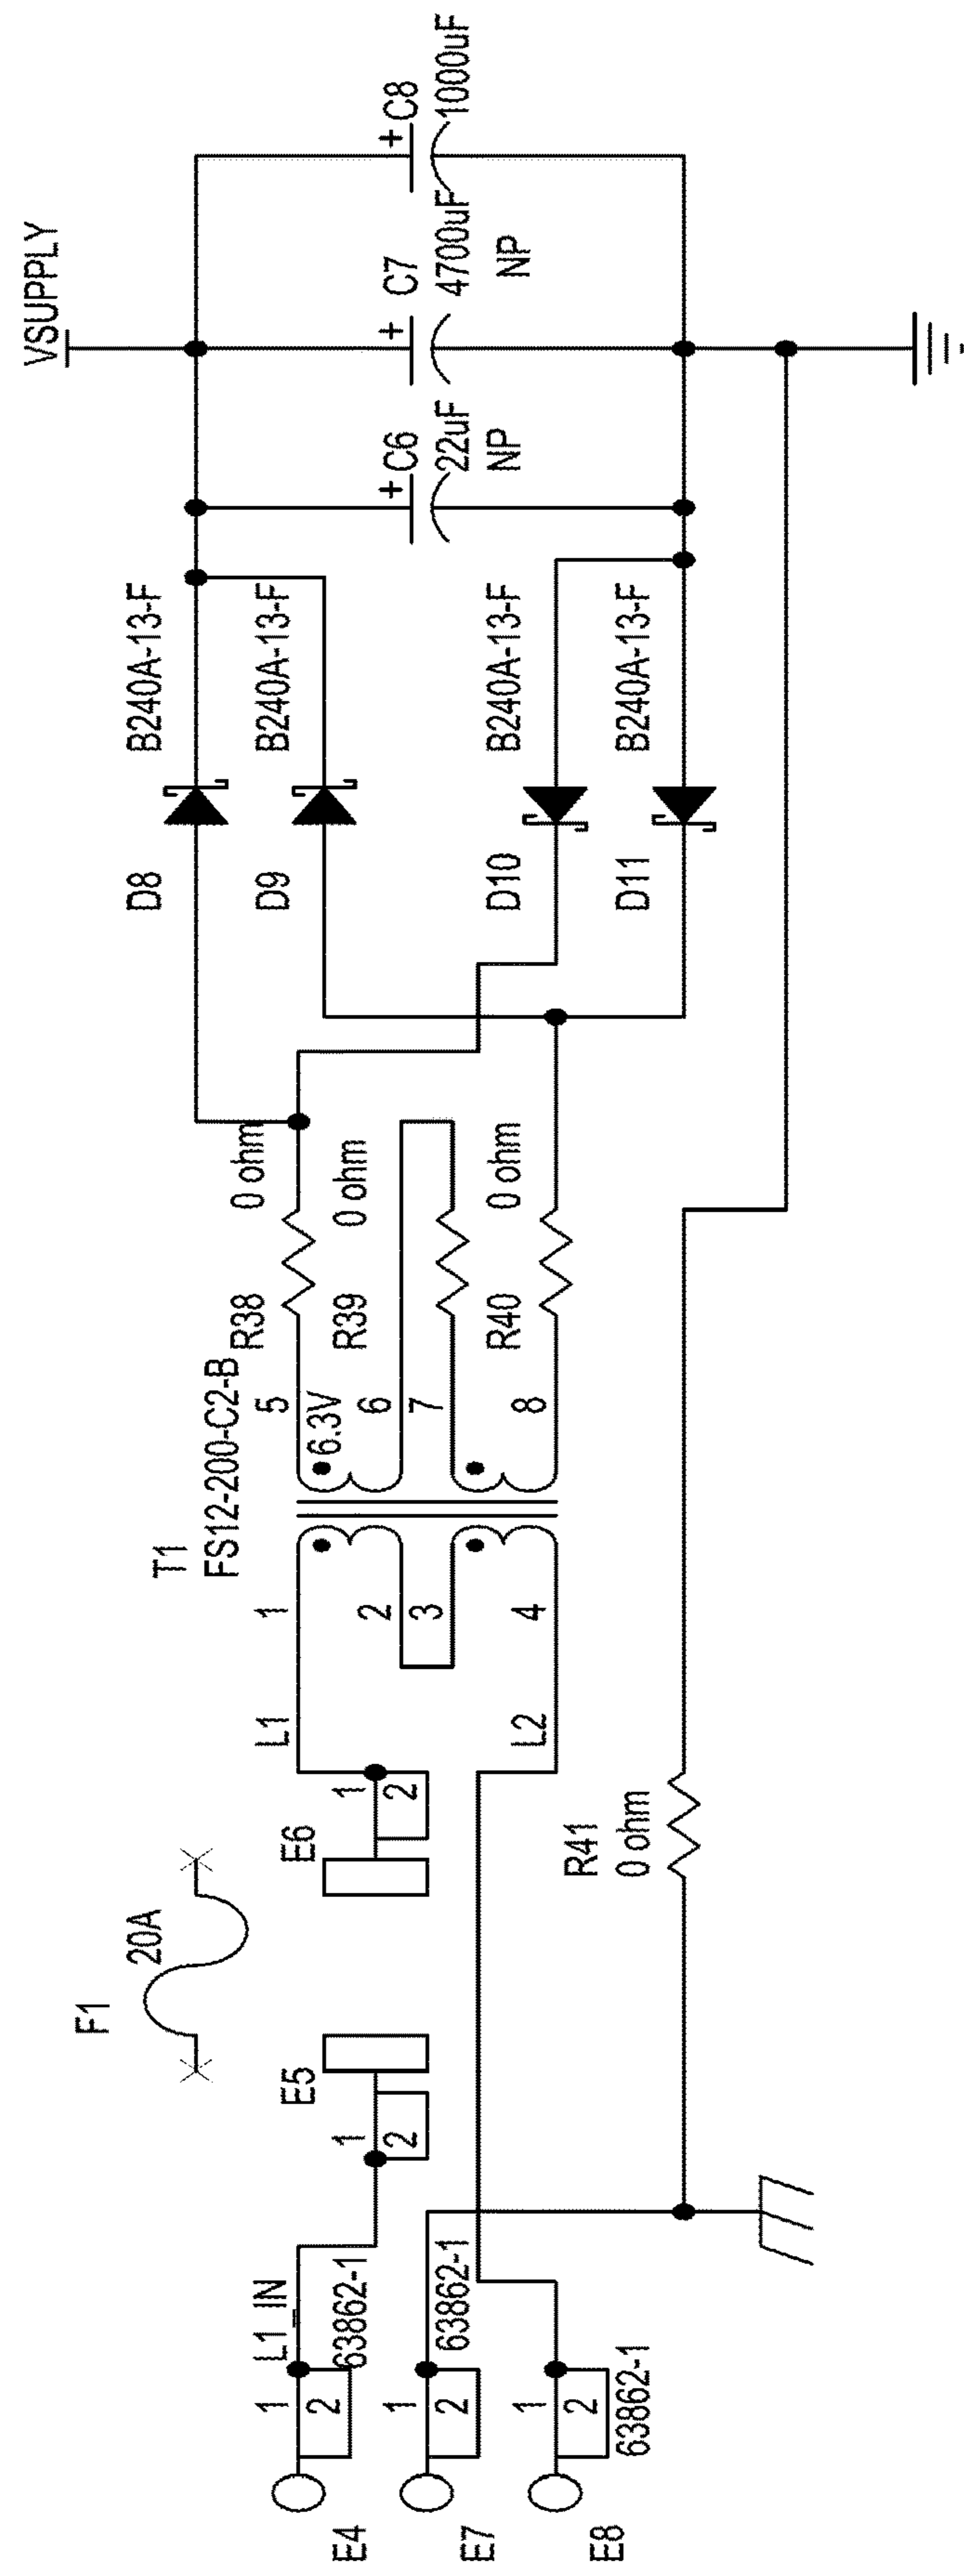 E4
1
2
L1_IN
63862-1
E7
1
2
63862-1
E8
1
2
63862-1
E5
1
2
F1
20A
E6
1
2
R41
0 ohm
L1
L2
T1
FS12-200-C2-B
1
2
3
4
5
6.3V
6
7
8
R38
0 ohm
R39
0 ohm
R40
0 ohm
D8
B240A-13-F
D9
B240A-13-F
D10
B240A-13-F
D11
B240A-13-F
VSUPPLY
+
C6
22uF
NP
+
C7
4700uF
NP
+
C8
1000uF